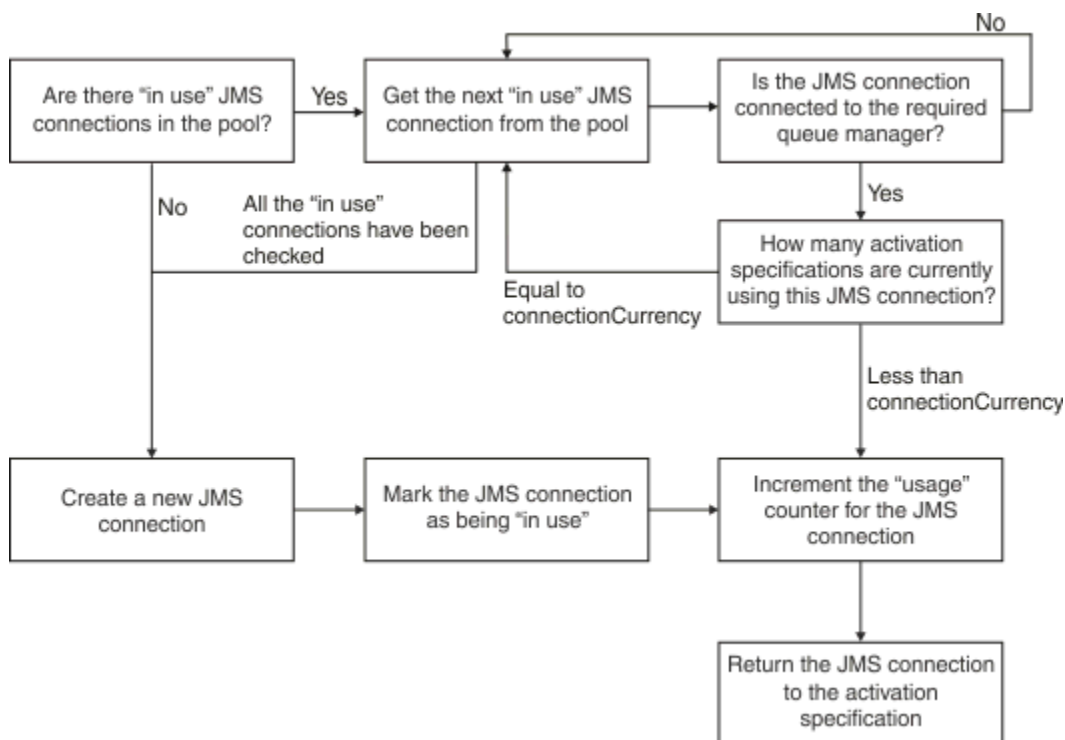 No
Are there “in use” JMS
connections in the pool?
Yes
Get the next “in use” JMS
connection from the pool
Is the JMS connection
connected to the required
queue manager?
No
All the “in use”
connections have been
checked
Yes
How many activation
specifications are currently
using this JMS connection?
Equal to
connectionCurrency
Less than
connectionCurrency
Create a new JMS
connection
Mark the JMS connection
as being “in use”
Increment the “usage”
counter for the JMS
connection
Return the JMS connection
to the activation
specification